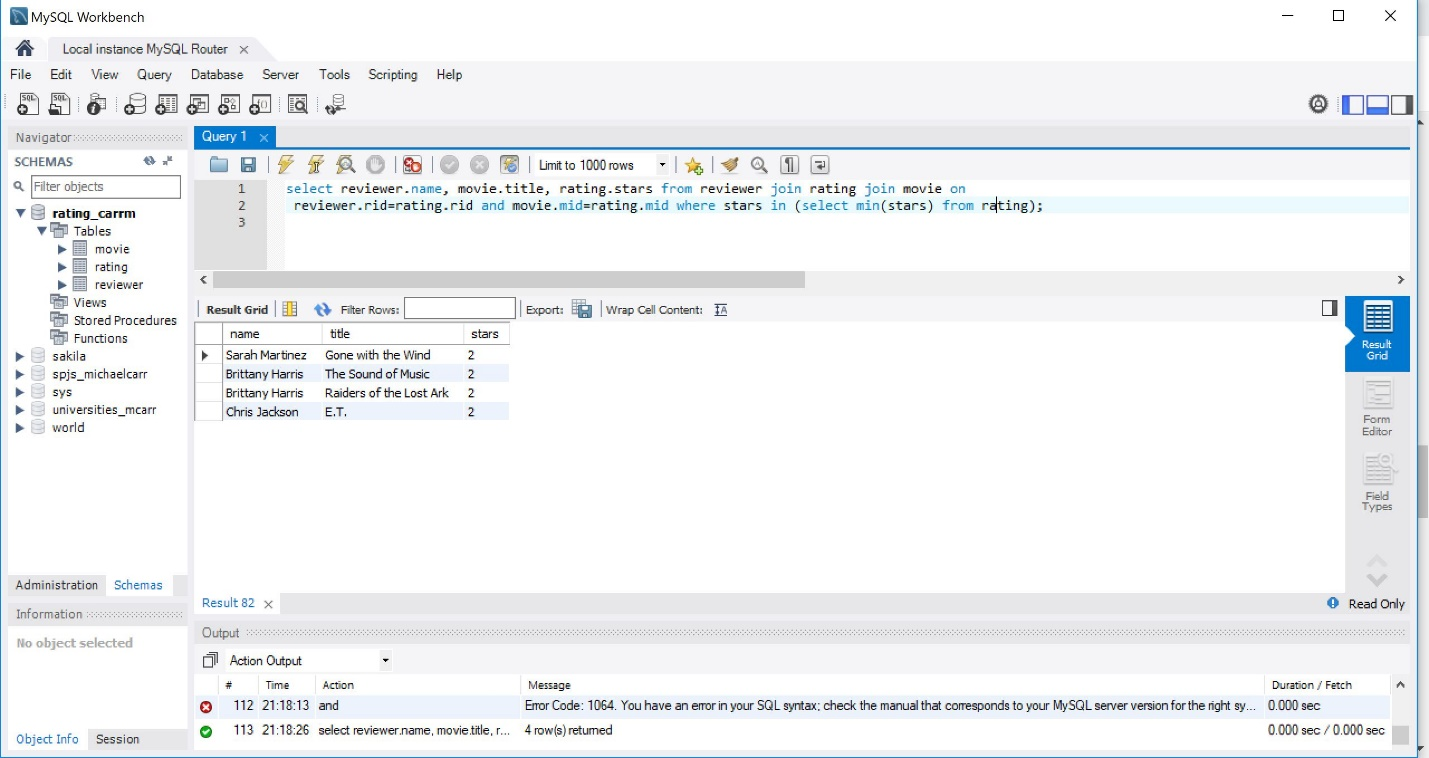 MySQL Workbench
Local instance MySQL Router
File Edit View Query Database Server Tools Scripting Help
SQL SQL
Navigator
SCHEMAS
Filter objects
rating_carrm
Tables
movie
rating
reviewer
Views
Stored Procedures
Functions
sakila
spjs_michaelcarr
sys
universities_mcarr
world
Administration Schemas
Information
No object selected
Object Info Session
Query 1
Limit to 1000 rows
1 select reviewer.name, movie.title, rating.stars from reviewer join rating join movie on
2 reviewer.rid=rating.rid and movie.mid=rating.mid where stars in (select min(stars) from rating);
3
Result Grid Filter Rows: Export: Wrap Cell Content:
name title stars
Sarah Martinez Gone with the Wind 2
Brittany Harris The Sound of Music 2
Brittany Harris Raiders of the Lost Ark 2
Chris Jackson E.T. 2
Result
Grid
Form
Editor
Field
Types
Result 82
Read Only
Output
Action Output
# Time Action Message Duration / Fetch
112 21:18:13 and Error Code: 1064. You have an error in your SQL syntax; check the manual that corresponds to your MySQL server version for the right sy... 0.000 sec
113 21:18:26 select reviewer.name, movie.title, r... 4 row(s) returned 0.000 sec / 0.000 sec